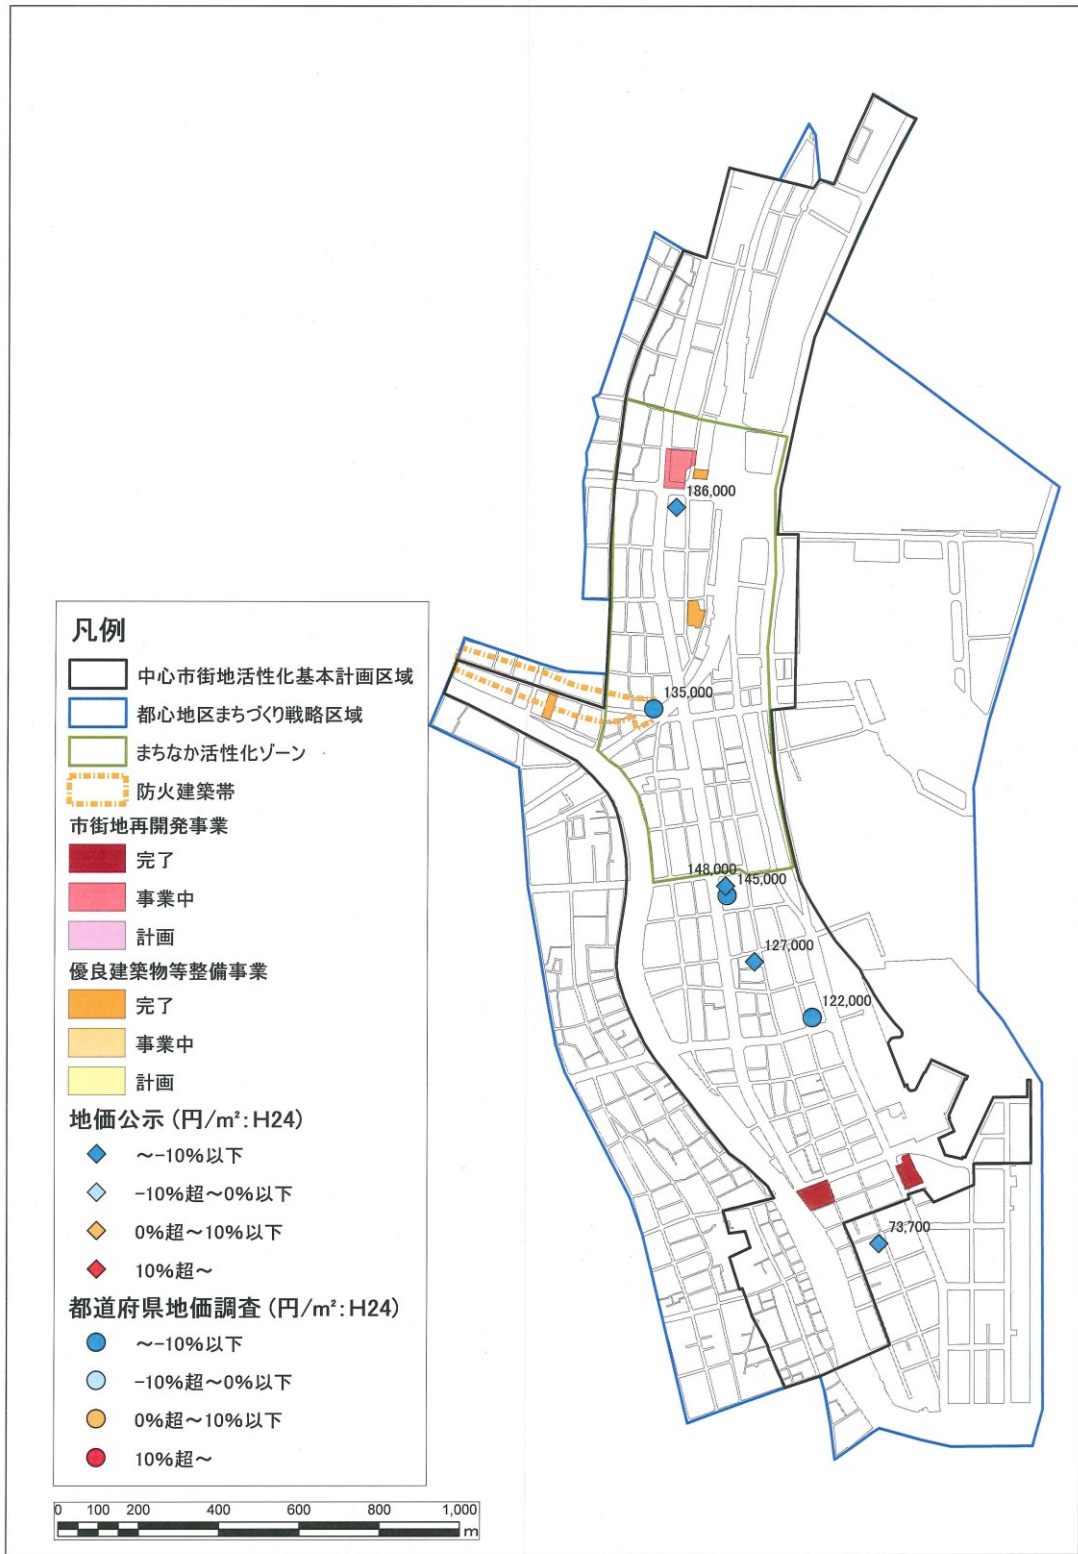 186,000
135,000
148,000
145,000
127,000
122,000
73,700
凡例
中心市街地活性化基本計画区域
都心地区まちづくり戦略区域
まちなか活性化ゾーン
防火建築帯
市街地再開発事業
完了
事業中
計画
優良建築物等整備事業
完了
事業中
計画
地価公示 (円/m²:H24)
～-10%以下
-10%超～0%以下
0%超～10%以下
10%超～
都道府県地価調査 (円/m²:H24)
～-10%以下
-10%超～0%以下
0%超～10%以下
10%超～
0 100 200 400 600 800 1,000
m